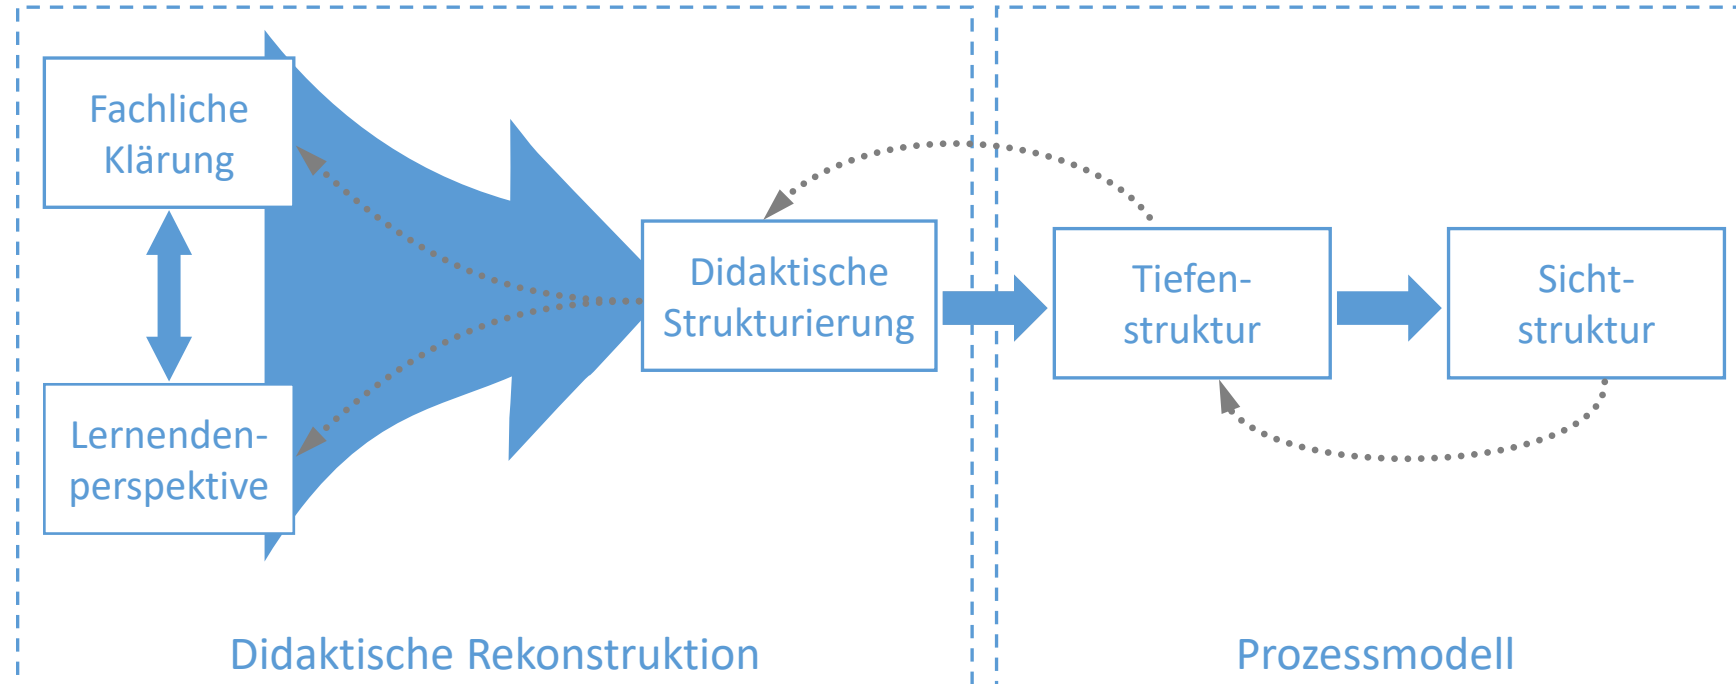 Fachliche
Klärung
Lernenden-
perspektive
Didaktische
Strukturierung
Tiefen-
struktur
Sicht-
struktur
Didaktische Rekonstruktion
Prozessmodell